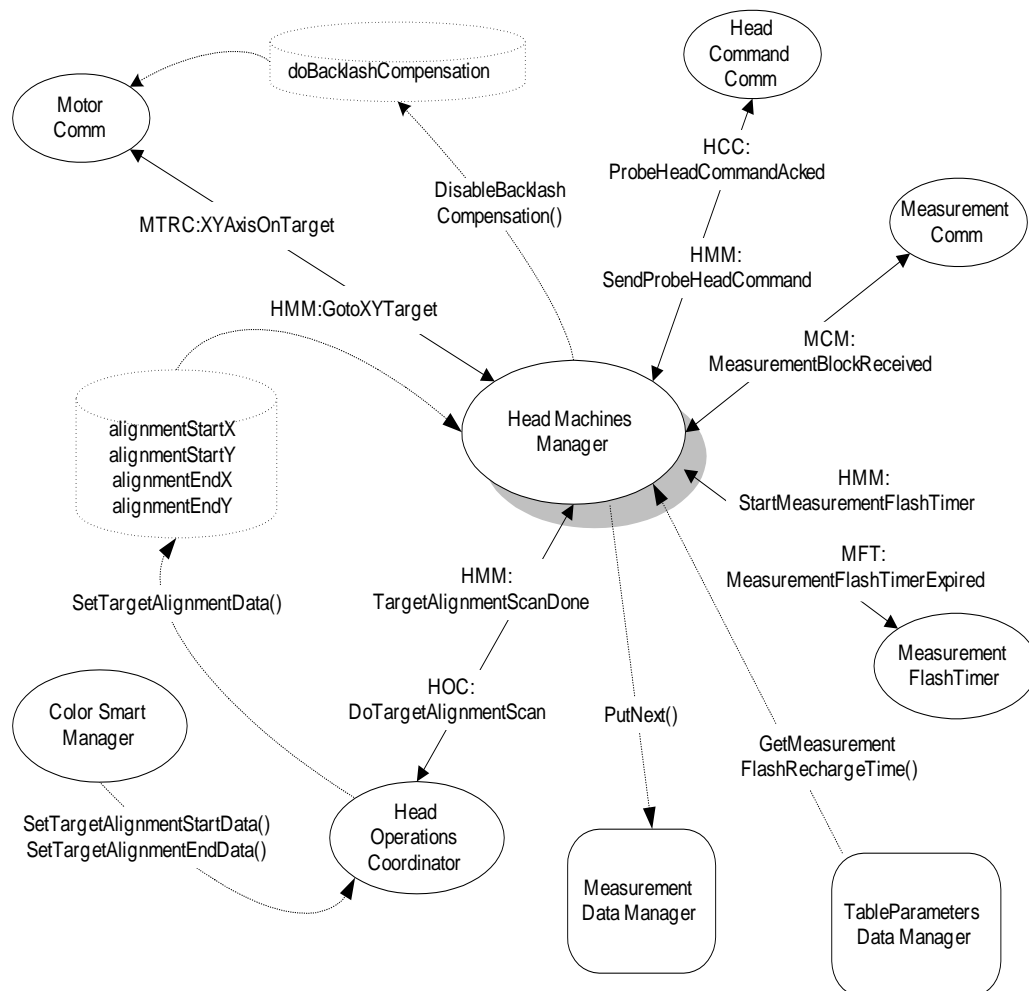 doBacklashCompensation
Head
Command
Comm
Motor
Comm
HCC:
ProbeHeadCommandAcked
DisableBacklash
Compensation()
Measurement
Comm
MTRC:XYAxisOnTarget
HMM:
SendProbeHeadCommand
HMM:GotoXYTarget
MCM:
MeasurementBlockReceived
Head Machines
Manager
alignmentStartX
alignmentStartY
alignmentEndX
alignmentEndY
HMM:
StartMeasurementFlashTimer
MFT:
MeasurementFlashTimerExpired
HMM:
TargetAlignmentScanDone
SetTargetAlignmentData()
Measurement
FlashTimer
HOC:
DoTargetAlignmentScan
Color Smart
Manager
PutNext()
GetMeasurement
FlashRechargeTime()
SetTargetAlignmentStartData()
SetTargetAlignmentEndData()
Head
Operations
Coordinator
Measurement
Data Manager
TableParameters
Data Manager